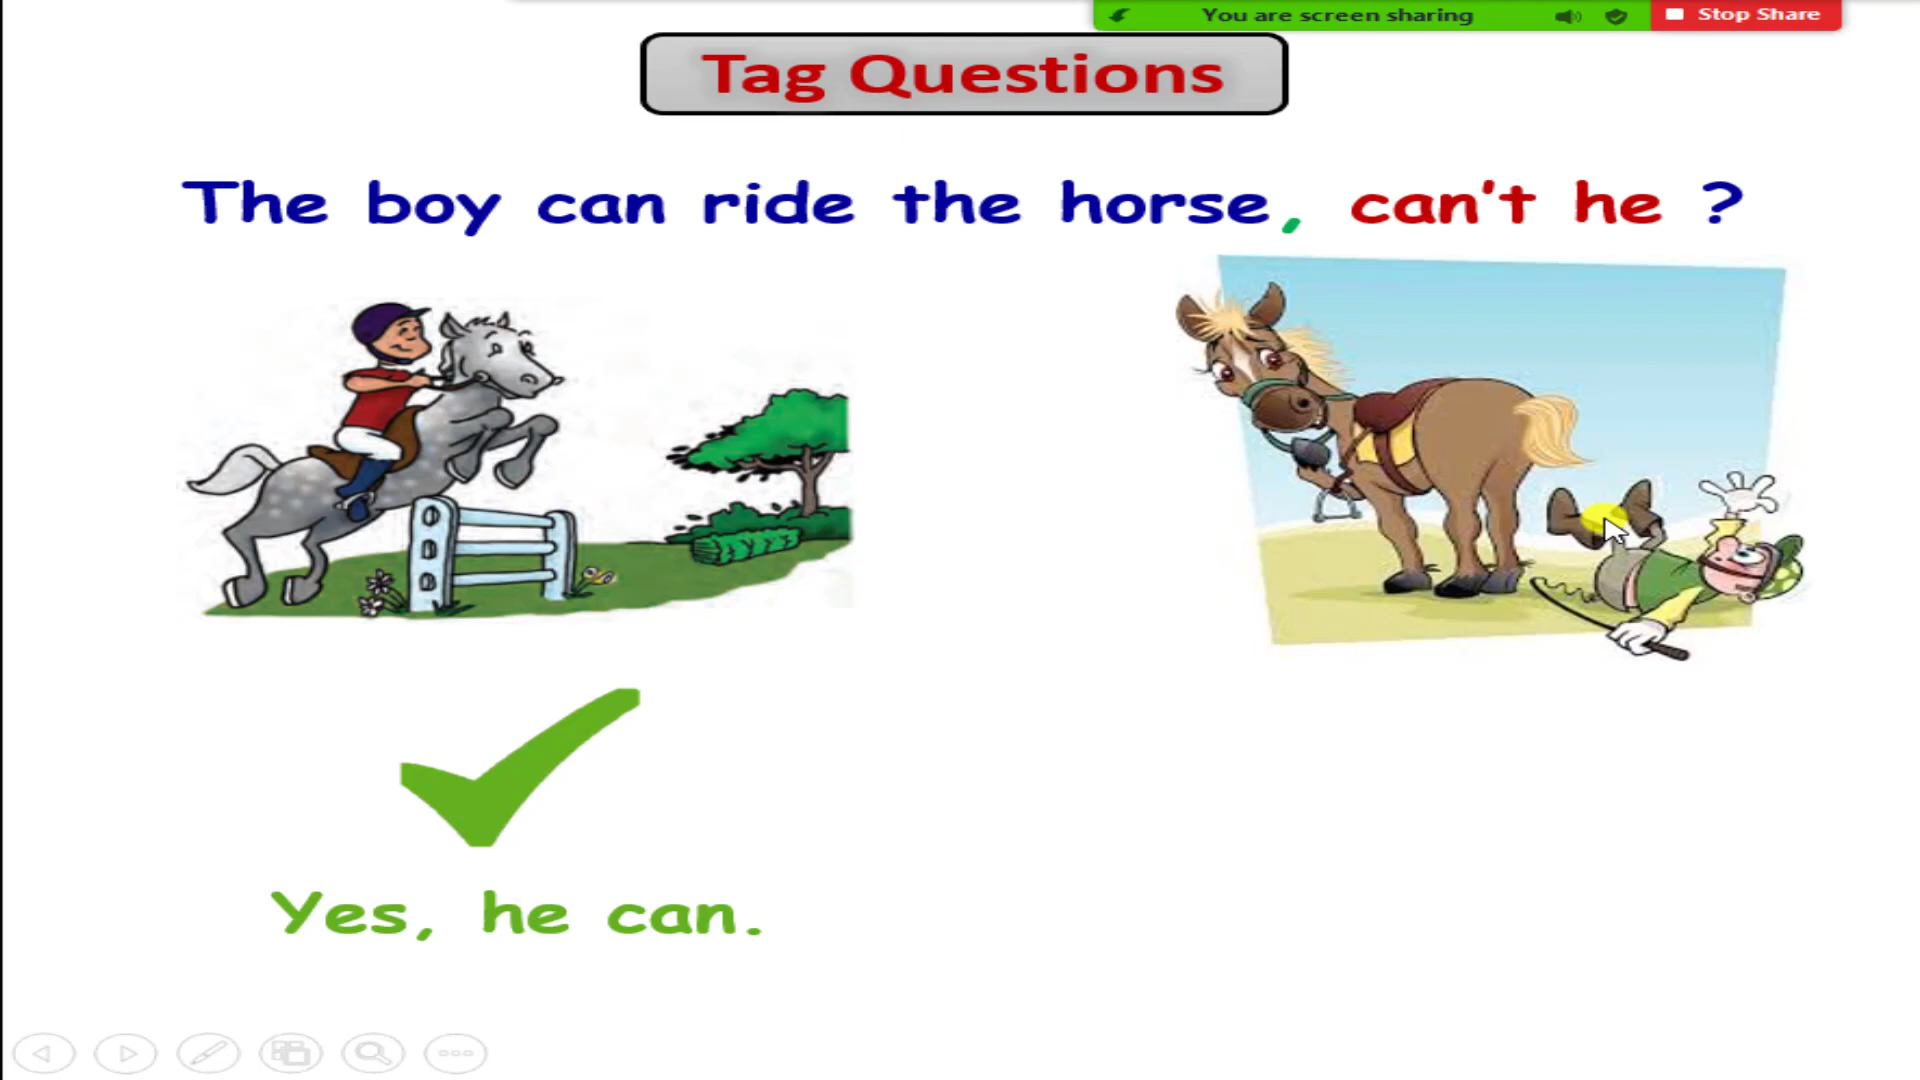 You are screen sharing
Stop Share
Tag Questions
The boy can ride the horse, can't he ?
Yes, he can.